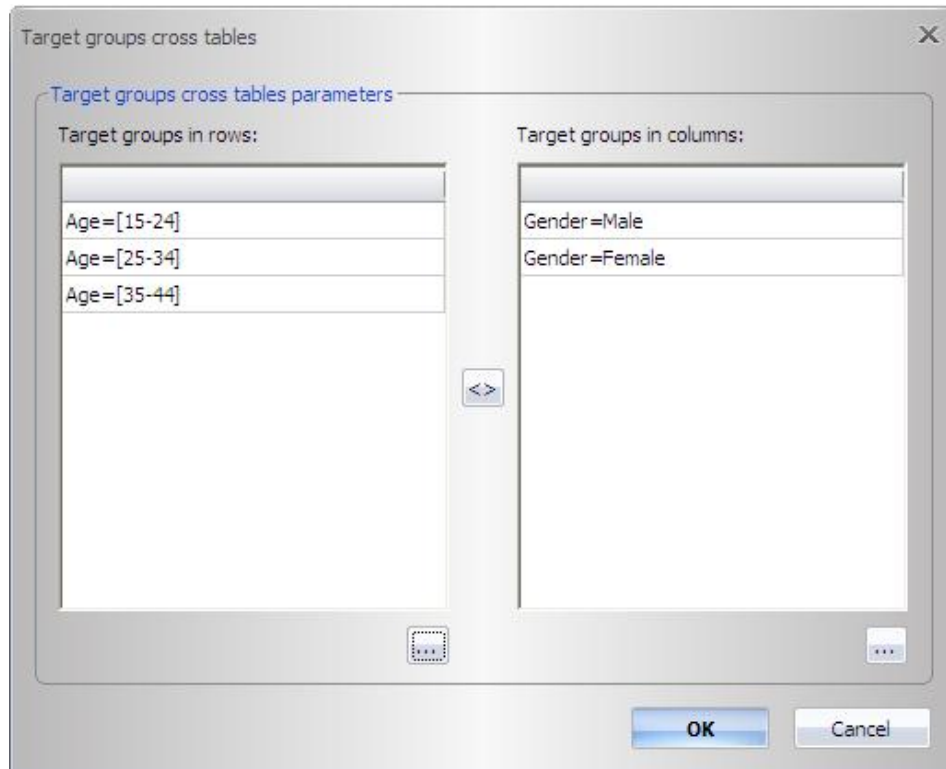 Target groups cross tables
Target groups cross tables parameters
Target groups in rows:
Target groups in columns:
Age=[15-24]
Age=[25-34]
Age=[35-44]
Gender=Male
Gender=Female
<>
...
...
OK
Cancel